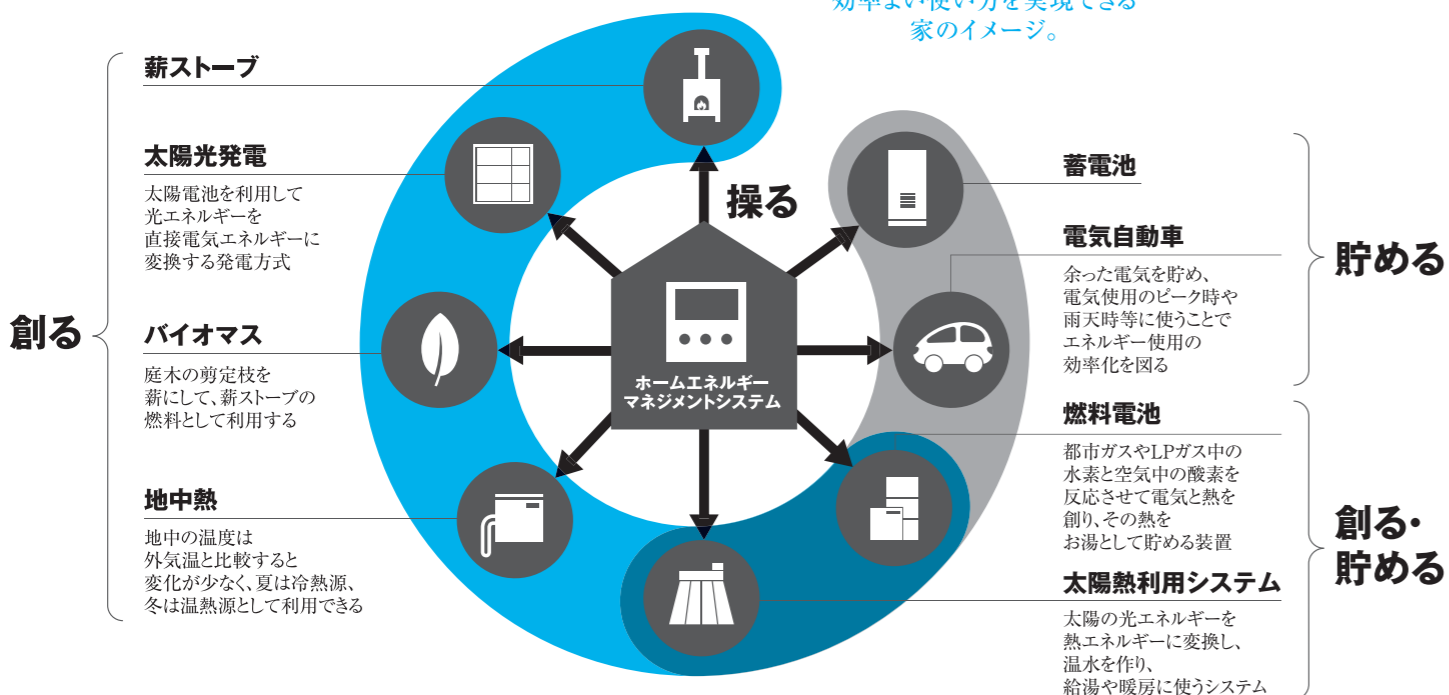 効率よい使い方を実現できる
家のイメージ。
創る
薪ストーブ
太陽光発電
太陽電池を利用して
光エネルギーを
直接電気エネルギーに
変換する発電方式
バイオマス
庭木の剪定枝を
薪にして、薪ストーブの
燃料として利用する
地中熱
地中の温度は
外気温と比較すると
変化が少なく、夏は冷熱源、
冬は温熱源として利用できる
操る
ホームエネルギー
マネジメントシステム
蓄電池
電気自動車
余った電気を貯め、
電気使用のピーク時や
雨天時等に使うことで
エネルギー使用の
効率化を図る
貯める
燃料電池
都市ガスやLPガス中の
水素と空気中の酸素を
反応させて電気と熱を
創り、その熱を
お湯として貯める装置
太陽熱利用システム
太陽の光エネルギーを
熱エネルギーに変換し、
温水を作り、
給湯や暖房に使うシステム
創る・
貯める